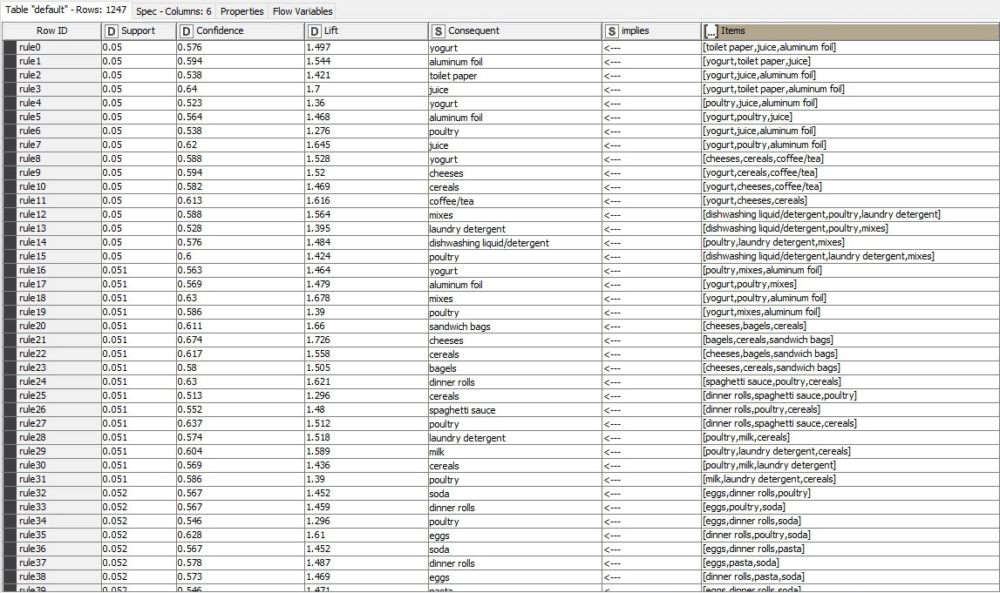 Table "default" - Rows: 1247 Spec - Columns: 6 Properties Flow Variables
Row ID D Support D Confidence D Lift S Consequent S implies [...] Items
rule0 0.05 0.576 1.497 yogurt <--- [toilet paper,juice,aluminum foil]
rule1 0.05 0.594 1.544 aluminum foil <--- [yogurt,toilet paper,juice]
rule2 0.05 0.538 1.421 toilet paper <--- [yogurt,juice,aluminum foil]
rule3 0.05 0.64 1.7 juice <--- [yogurt,toilet paper,aluminum foil]
rule4 0.05 0.523 1.36 yogurt <--- [poultry,juice,aluminum foil]
rule5 0.05 0.564 1.468 aluminum foil <--- [yogurt,poultry,juice]
rule6 0.05 0.538 1.276 poultry <--- [yogurt,juice,aluminum foil]
rule7 0.05 0.62 1.645 juice <--- [yogurt,poultry,aluminum foil]
rule8 0.05 0.588 1.528 yogurt <--- [cheeses,cereals,coffee/tea]
rule9 0.05 0.594 1.52 cheeses <--- [yogurt,cereals,coffee/tea]
rule10 0.05 0.582 1.469 cereals <--- [yogurt,cheeses,coffee/tea]
rule11 0.05 0.613 1.616 coffee/tea <--- [yogurt,cheeses,cereals]
rule12 0.05 0.588 1.564 mixes <--- [dishwashing liquid/detergent,poultry,laundry detergent]
rule13 0.05 0.528 1.395 laundry detergent <--- [dishwashing liquid/detergent,poultry,mixes]
rule14 0.05 0.576 1.484 dishwashing liquid/detergent <--- [poultry,laundry detergent,mixes]
rule15 0.05 0.6 1.424 poultry <--- [dishwashing liquid/detergent,laundry detergent,mixes]
rule16 0.051 0.563 1.464 yogurt <--- [poultry,mixes,aluminum foil]
rule17 0.051 0.569 1.479 aluminum foil <--- [yogurt,poultry,mixes]
rule18 0.051 0.63 1.678 mixes <--- [yogurt,poultry,aluminum foil]
rule19 0.051 0.586 1.39 poultry <--- [yogurt,mixes,aluminum foil]
rule20 0.051 0.611 1.66 sandwich bags <--- [cheeses,bagels,cereals]
rule21 0.051 0.674 1.726 cheeses <--- [bagels,cereals,sandwich bags]
rule22 0.051 0.617 1.558 cereals <--- [cheeses,bagels,sandwich bags]
rule23 0.051 0.58 1.505 bagels <--- [cheeses,cereals,sandwich bags]
rule24 0.051 0.63 1.621 dinner rolls <--- [spaghetti sauce,poultry,cereals]
rule25 0.051 0.513 1.296 cereals <--- [dinner rolls,spaghetti sauce,poultry]
rule26 0.051 0.552 1.48 spaghetti sauce <--- [dinner rolls,poultry,cereals]
rule27 0.051 0.637 1.512 poultry <--- [dinner rolls,spaghetti sauce,cereals]
rule28 0.051 0.574 1.518 laundry detergent <--- [poultry,milk,cereals]
rule29 0.051 0.604 1.589 milk <--- [poultry,laundry detergent,cereals]
rule30 0.051 0.569 1.436 cereals <--- [poultry,milk,laundry detergent]
rule31 0.051 0.586 1.39 poultry <--- [milk,laundry detergent,cereals]
rule32 0.052 0.567 1.452 soda <--- [eggs,dinner rolls,poultry]
rule33 0.052 0.567 1.459 dinner rolls <--- [eggs,poultry,soda]
rule34 0.052 0.546 1.296 poultry <--- [eggs,dinner rolls,soda]
rule35 0.052 0.628 1.61 eggs <--- [dinner rolls,poultry,soda]
rule36 0.052 0.567 1.452 soda <--- [eggs,dinner rolls,pasta]
rule37 0.052 0.578 1.487 dinner rolls <--- [eggs,pasta,soda]
rule38 0.052 0.573 1.469 eggs <--- [dinner rolls,pasta,soda]
rule39 0.052 0.546 1.471 pasta [eggs,dinner rolls,soda]